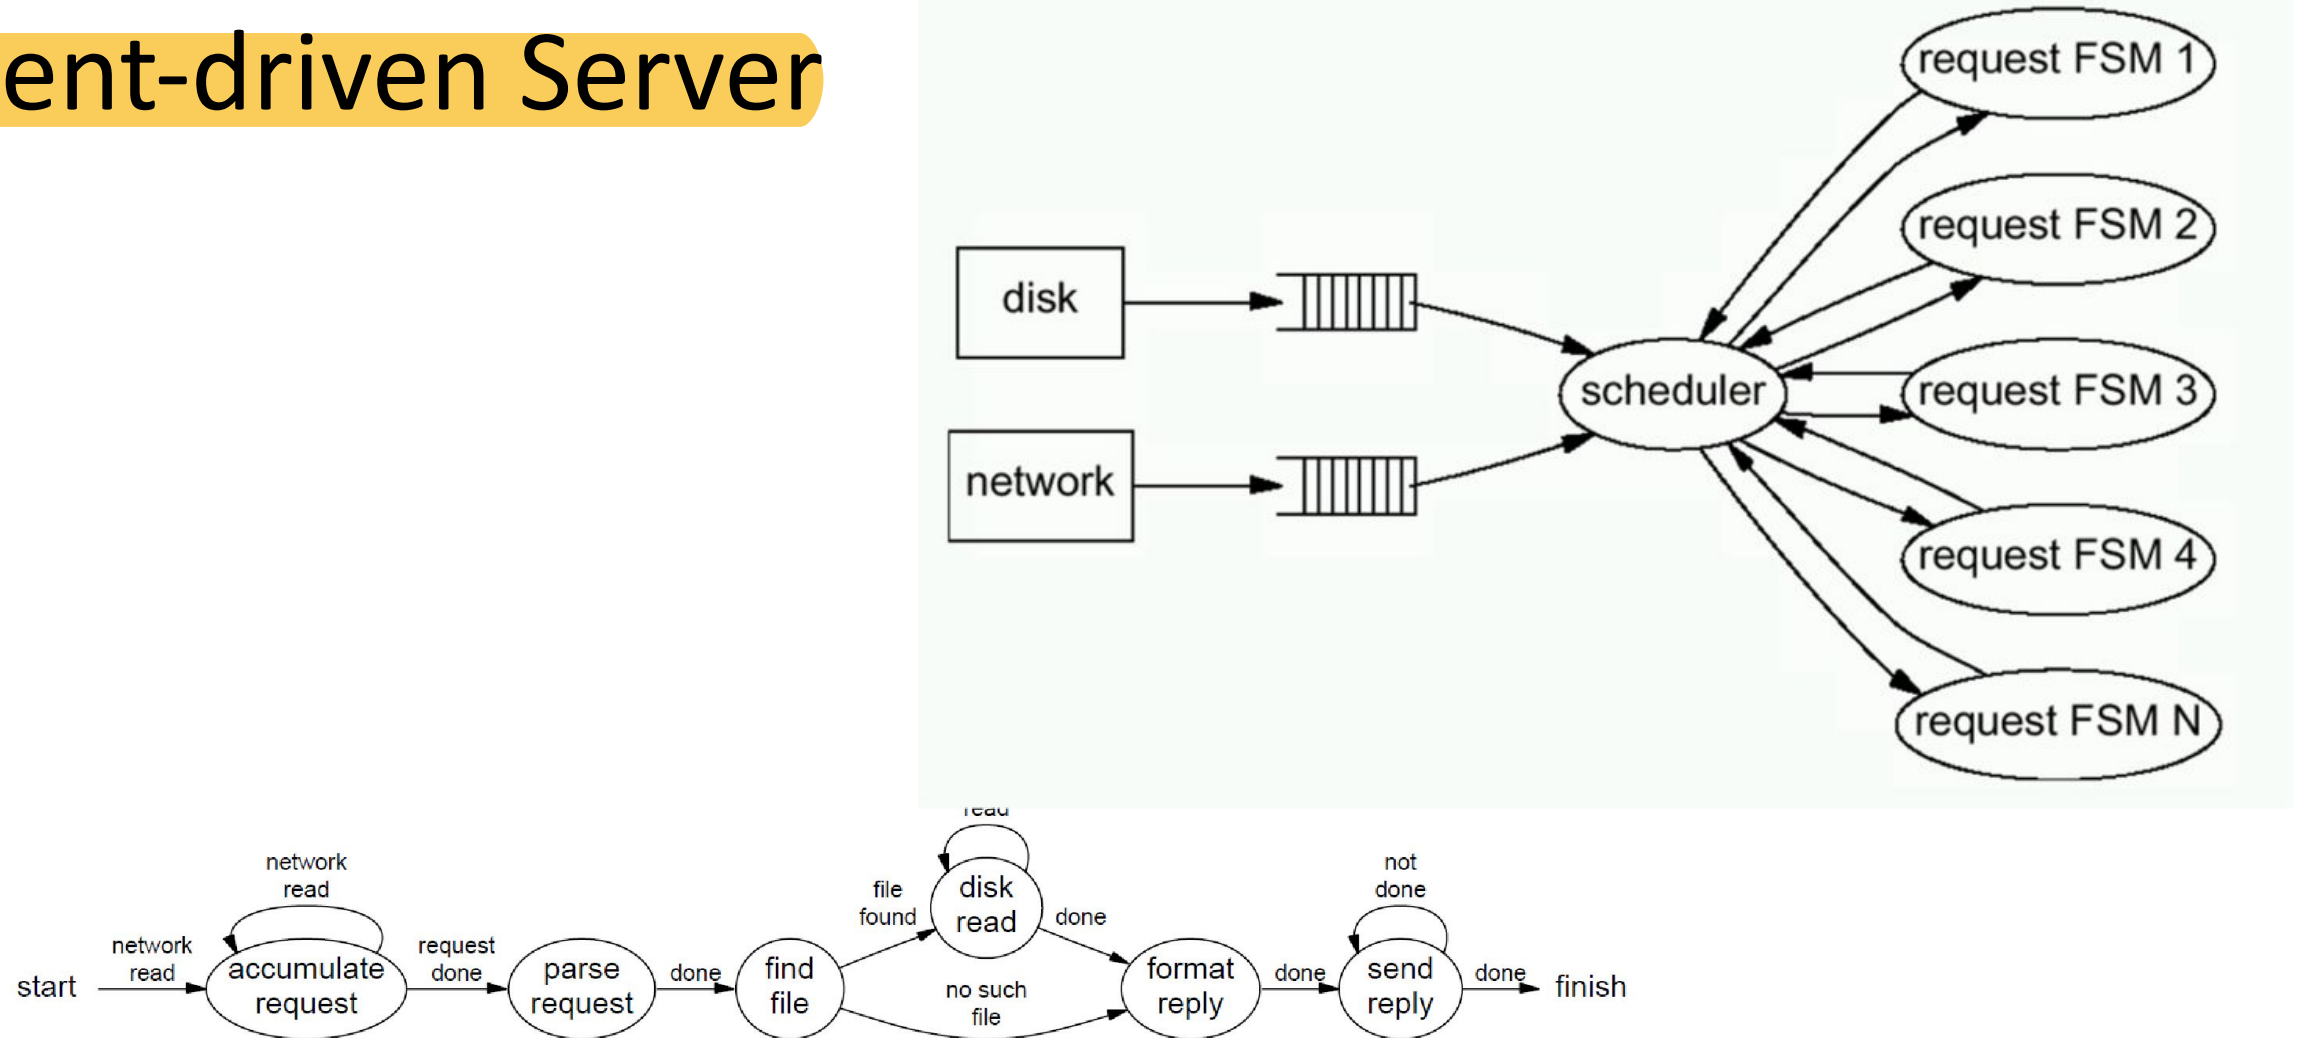 ent-driven Server
request FSM 1
request FSM 2
disk
scheduler
request FSM 3
network
request FSM 4
request FSM N
read
network
read
not
done
file
found
disk
read
done
network
read
request
done
start
accumulate
request
parse
request
done
find
file
no such
file
format
reply
done
send
reply
done
finish